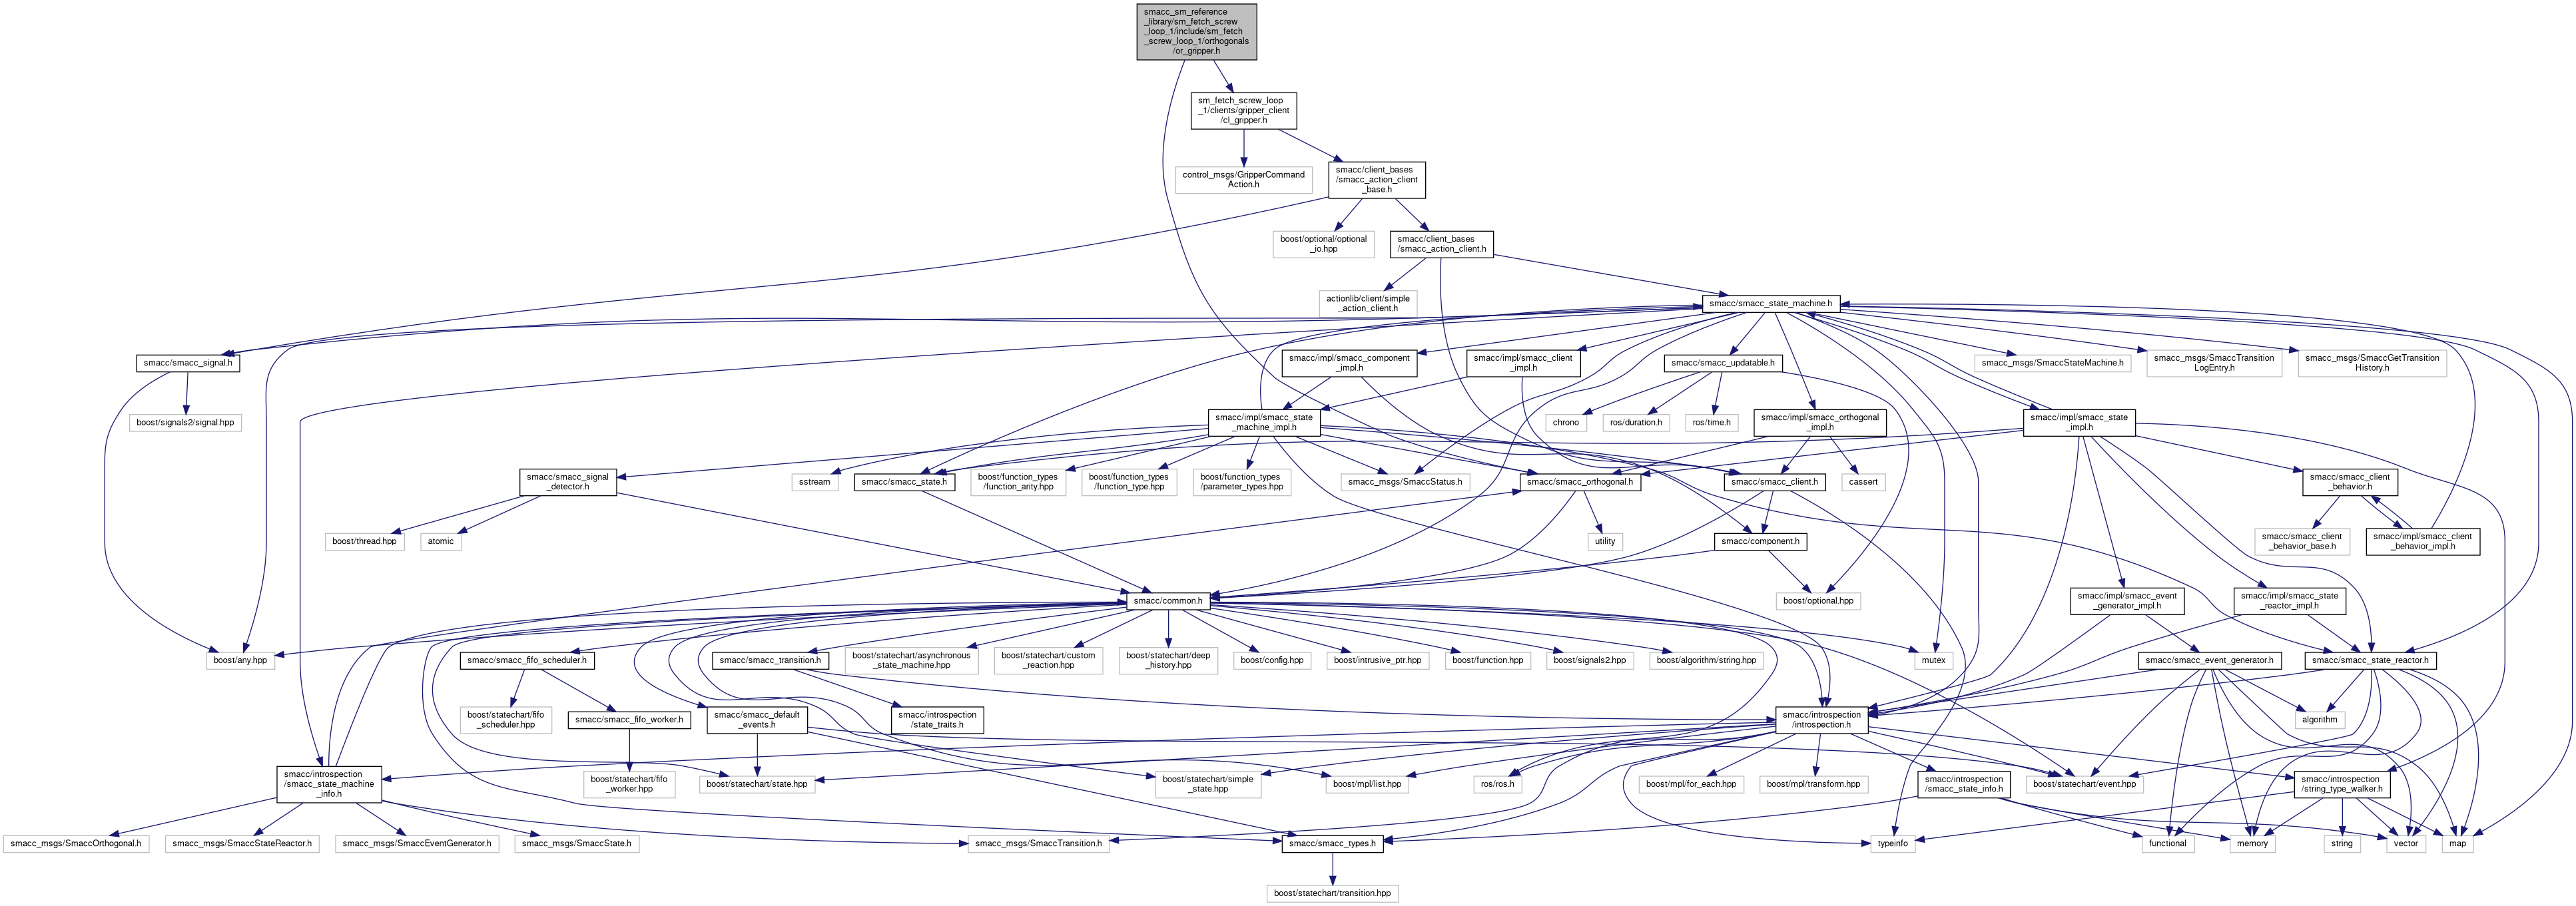 smacc_sm_reference
_library/sm_fetch_screw
_loop_1/include/sm_fetch
_screw_loop_1/orthogonals
/or_gripper.h
sm_fetch_screw_loop
_1/clients/gripper_client
/cl_gripper.h
control_msgs/GripperCommand
Action.h
smacc/client_bases
/smacc_action_client
_base.h
boost/optional/optional
_io.hpp
smacc/client_bases
/smacc_action_client.h
actionlib/client/simple
_action_client.h
smacc/smacc_state_machine.h
smacc/smacc_signal.h
boost/signals2/signal.hpp
smacc/impl/smacc_component
_impl.h
smacc/impl/smacc_client
_impl.h
smacc/smacc_updatable.h
smacc_msgs/SmaccStateMachine.h
smacc_msgs/SmaccTransition
LogEntry.h
smacc_msgs/SmaccGetTransition
History.h
smacc/impl/smacc_state
_machine_impl.h
chrono
ros/duration.h
ros/time.h
smacc/impl/smacc_orthogonal
_impl.h
smacc/impl/smacc_state
_impl.h
smacc/smacc_signal
_detector.h
sstream
smacc/smacc_state.h
boost/function_types
/function_arity.hpp
boost/function_types
/function_type.hpp
boost/function_types
/parameter_types.hpp
smacc_msgs/SmaccStatus.h
smacc/smacc_orthogonal.h
smacc/smacc_client.h
cassert
smacc/smacc_client
_behavior.h
boost/thread.hpp
atomic
utility
smacc/component.h
smacc/smacc_client
_behavior_base.h
smacc/impl/smacc_client
_behavior_impl.h
smacc/common.h
boost/optional.hpp
smacc/impl/smacc_event
_generator_impl.h
smacc/impl/smacc_state
_reactor_impl.h
boost/any.hpp
smacc/smacc_fifo_scheduler.h
smacc/smacc_transition.h
boost/statechart/asynchronous
_state_machine.hpp
boost/statechart/custom
_reaction.hpp
boost/statechart/deep
_history.hpp
boost/config.hpp
boost/intrusive_ptr.hpp
boost/function.hpp
boost/signals2.hpp
boost/algorithm/string.hpp
mutex
smacc/smacc_event_generator.h
smacc/smacc_state_reactor.h
boost/statechart/fifo
_scheduler.hpp
smacc/smacc_fifo_worker.h
smacc/smacc_default
_events.h
smacc/introspection
/state_traits.h
smacc/introspection
/introspection.h
algorithm
smacc/introspection
/smacc_state_machine
_info.h
boost/statechart/fifo
_worker.hpp
boost/statechart/state.hpp
boost/statechart/simple
_state.hpp
boost/mpl/list.hpp
ros/ros.h
boost/mpl/for_each.hpp
boost/mpl/transform.hpp
smacc/introspection
/smacc_state_info.h
boost/statechart/event.hpp
smacc/introspection
/string_type_walker.h
smacc_msgs/SmaccOrthogonal.h
smacc_msgs/SmaccStateReactor.h
smacc_msgs/SmaccEventGenerator.h
smacc_msgs/SmaccState.h
smacc_msgs/SmaccTransition.h
smacc/smacc_types.h
typeinfo
functional
memory
string
vector
map
boost/statechart/transition.hpp